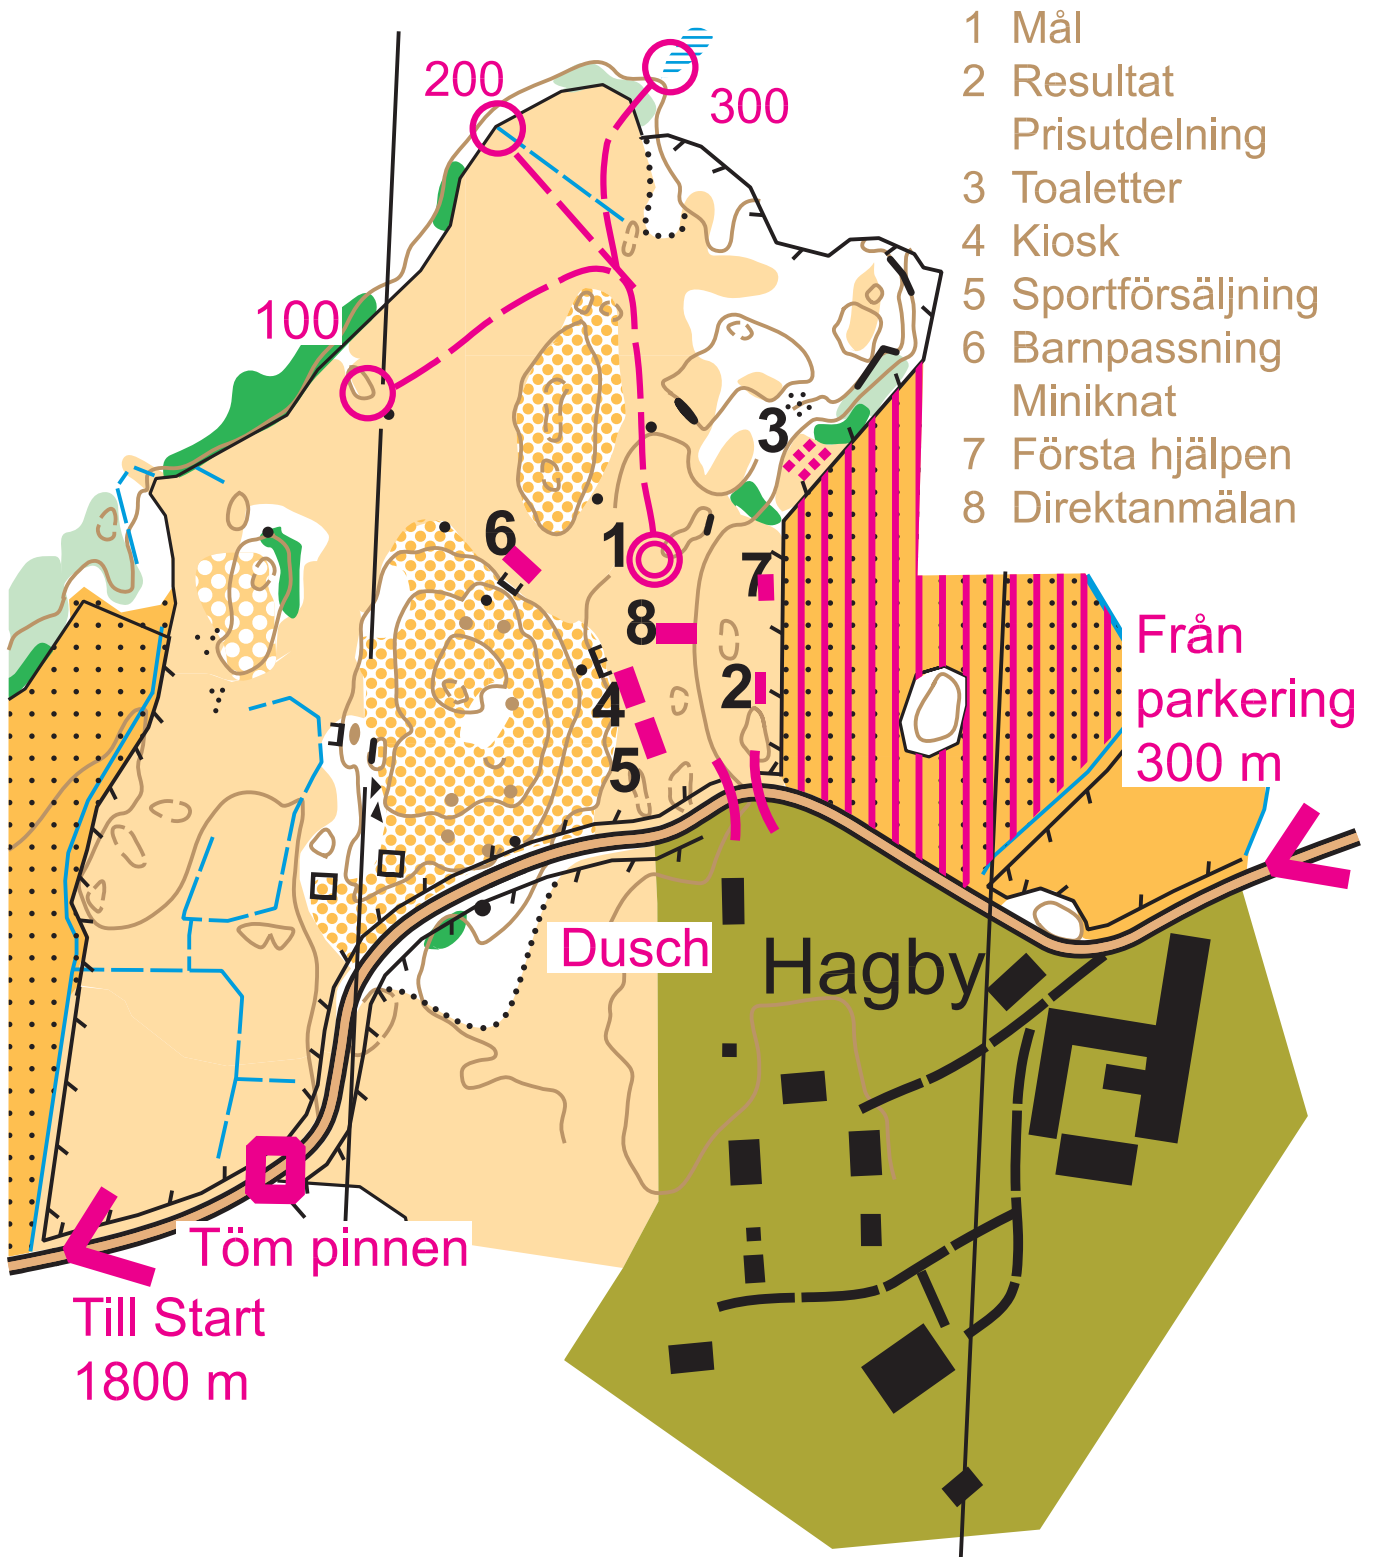 1 Mål
2 Resultat
Prisutdelning
3 Toaletter
4 Kiosk
5 Sportförsäljning
6 Barnpassning
Miniknat
7 Första hjälpen
8 Direktanmälan
200
300
100
3
6
1
7
8
Från
parkering
300 m
4
2
5
Dusch
Hagby
Töm pinnen
Till Start
1800 m